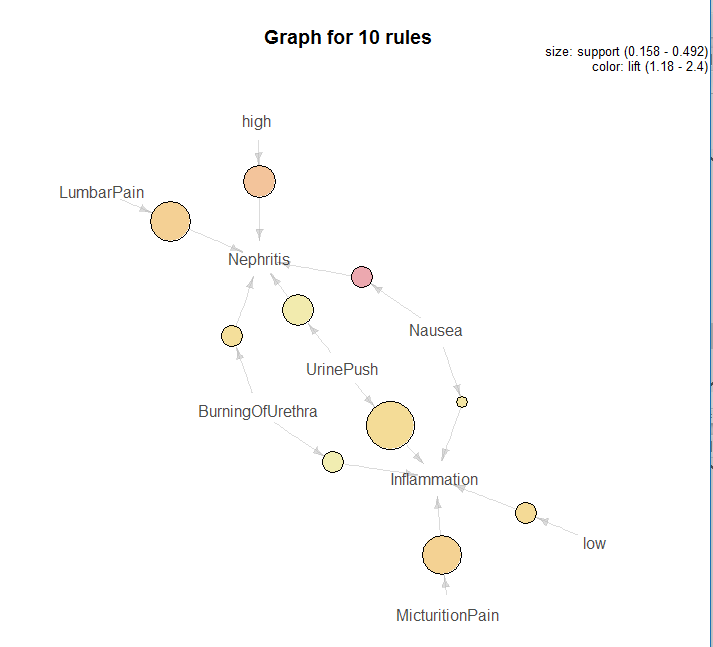 Graph for 10 rules
size: support (0.158 - 0.492)
color: lift (1.18 - 2.4)
high
LumbarPain
Nephritis
Nausea
UrinePush
BurningOfUrethra
Inflammation
low
MicturitionPain